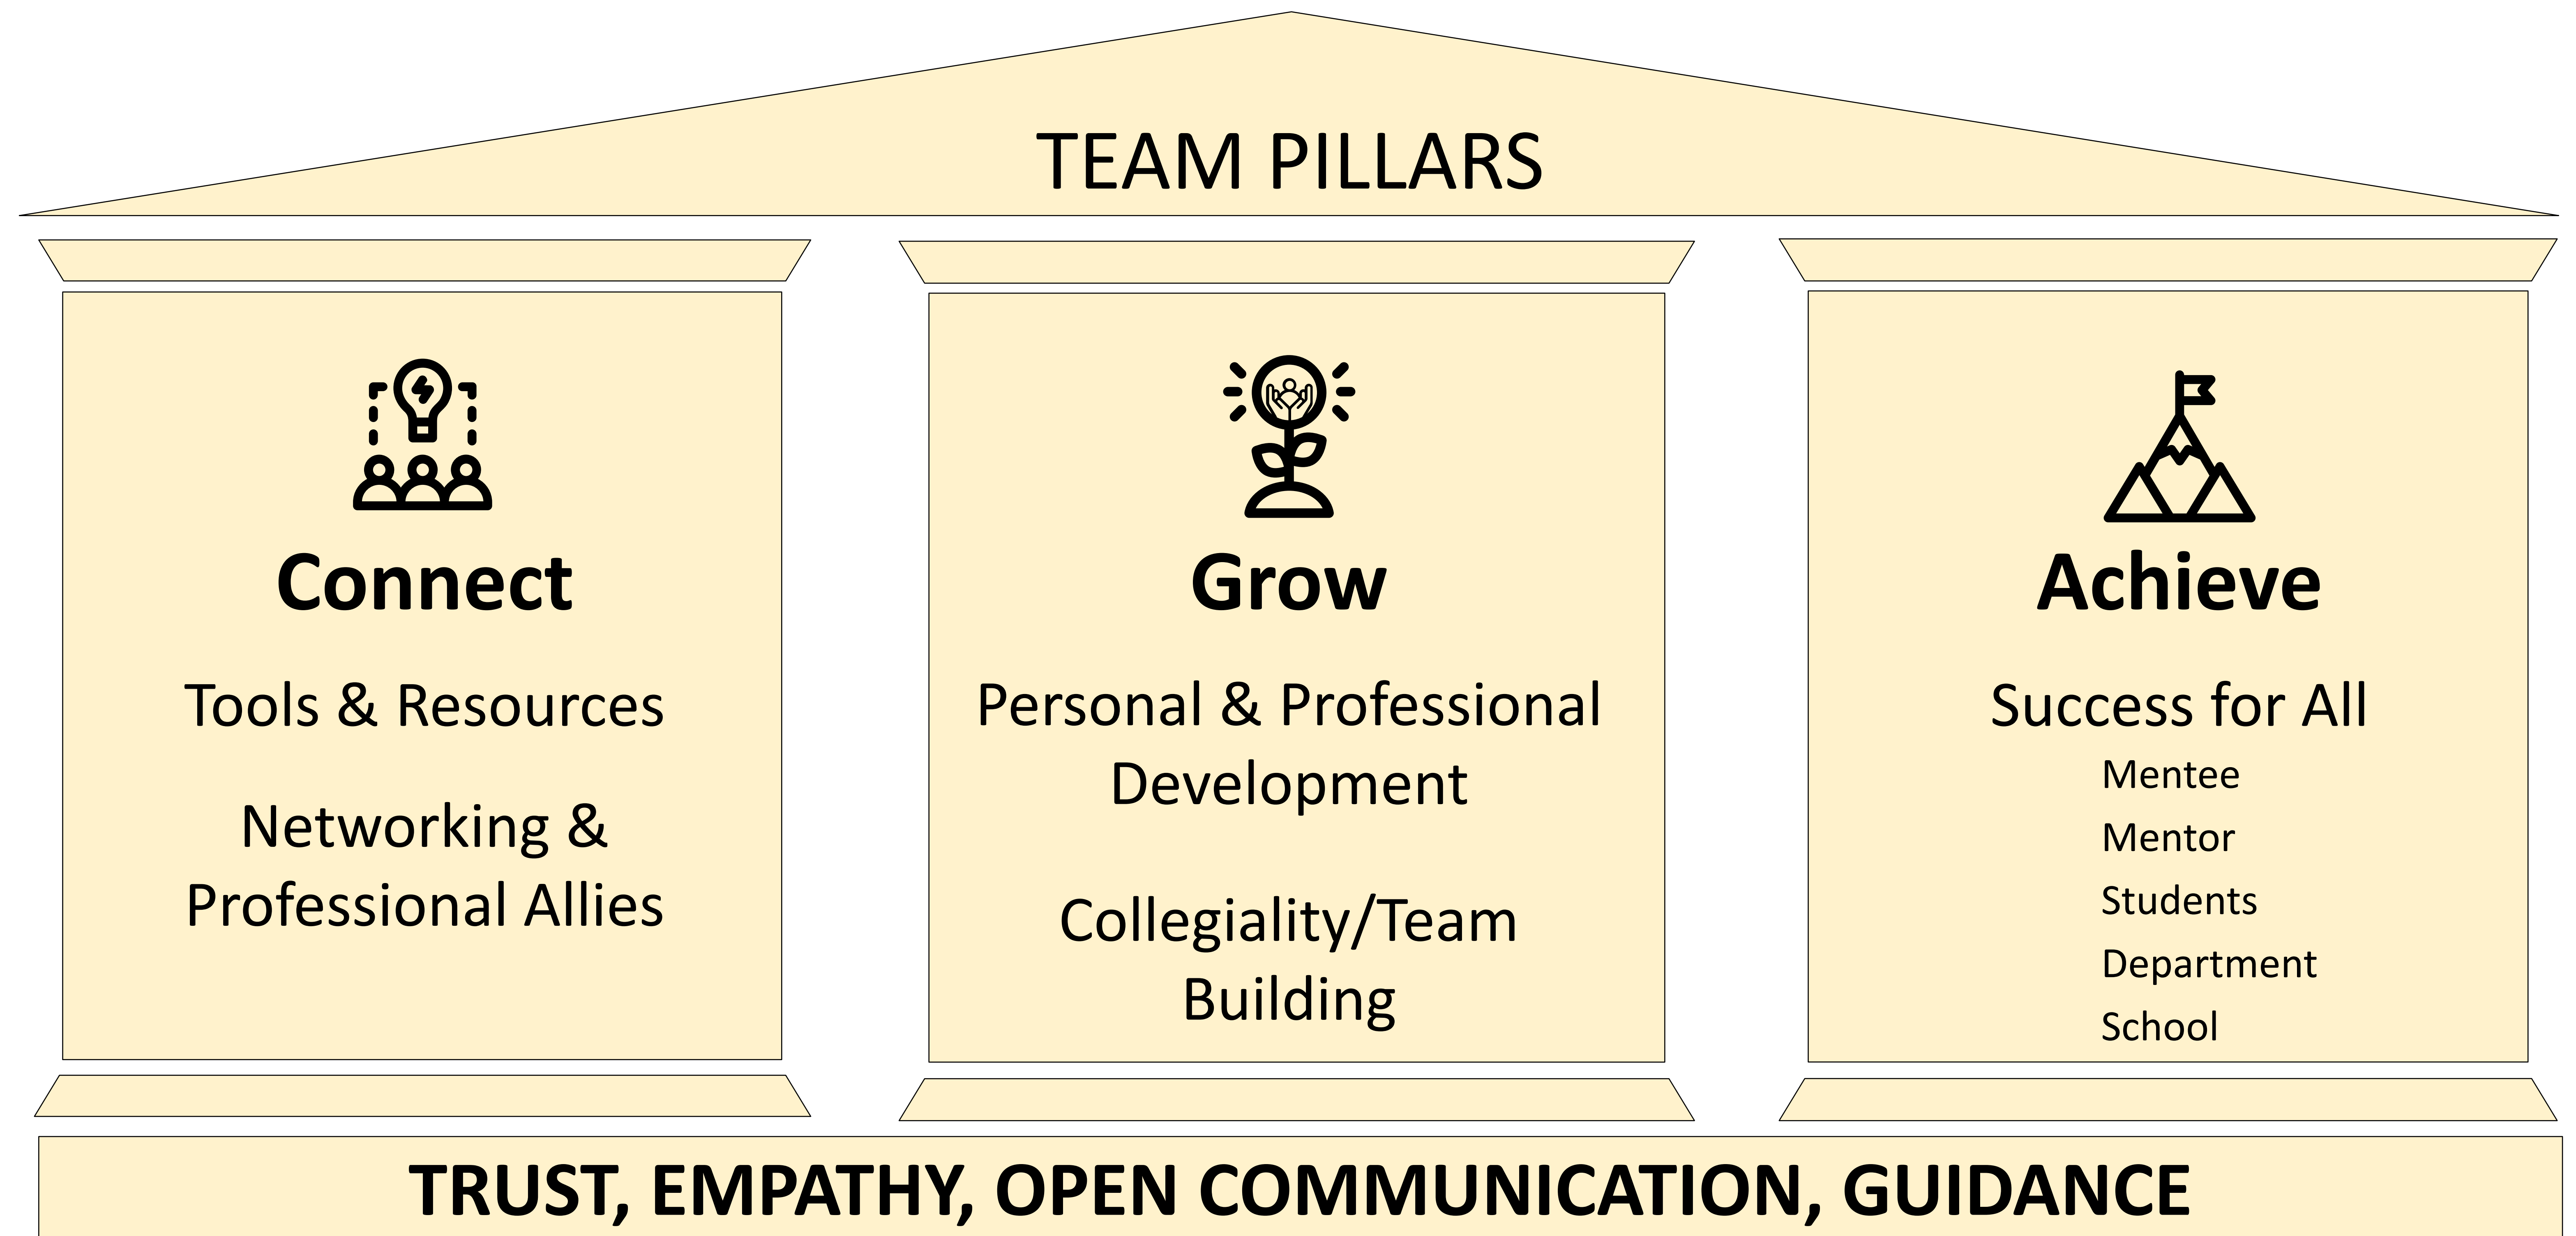 TEAM PILLARS
Connect
Tools & Resources
Networking &
Professional Allies
Grow
Personal & Professional
Development
Collegiality/Team
Building
Achieve
Success for All
Mentee
Mentor
Students
Department
School
TRUST, EMPATHY, OPEN COMMUNICATION, GUIDANCE